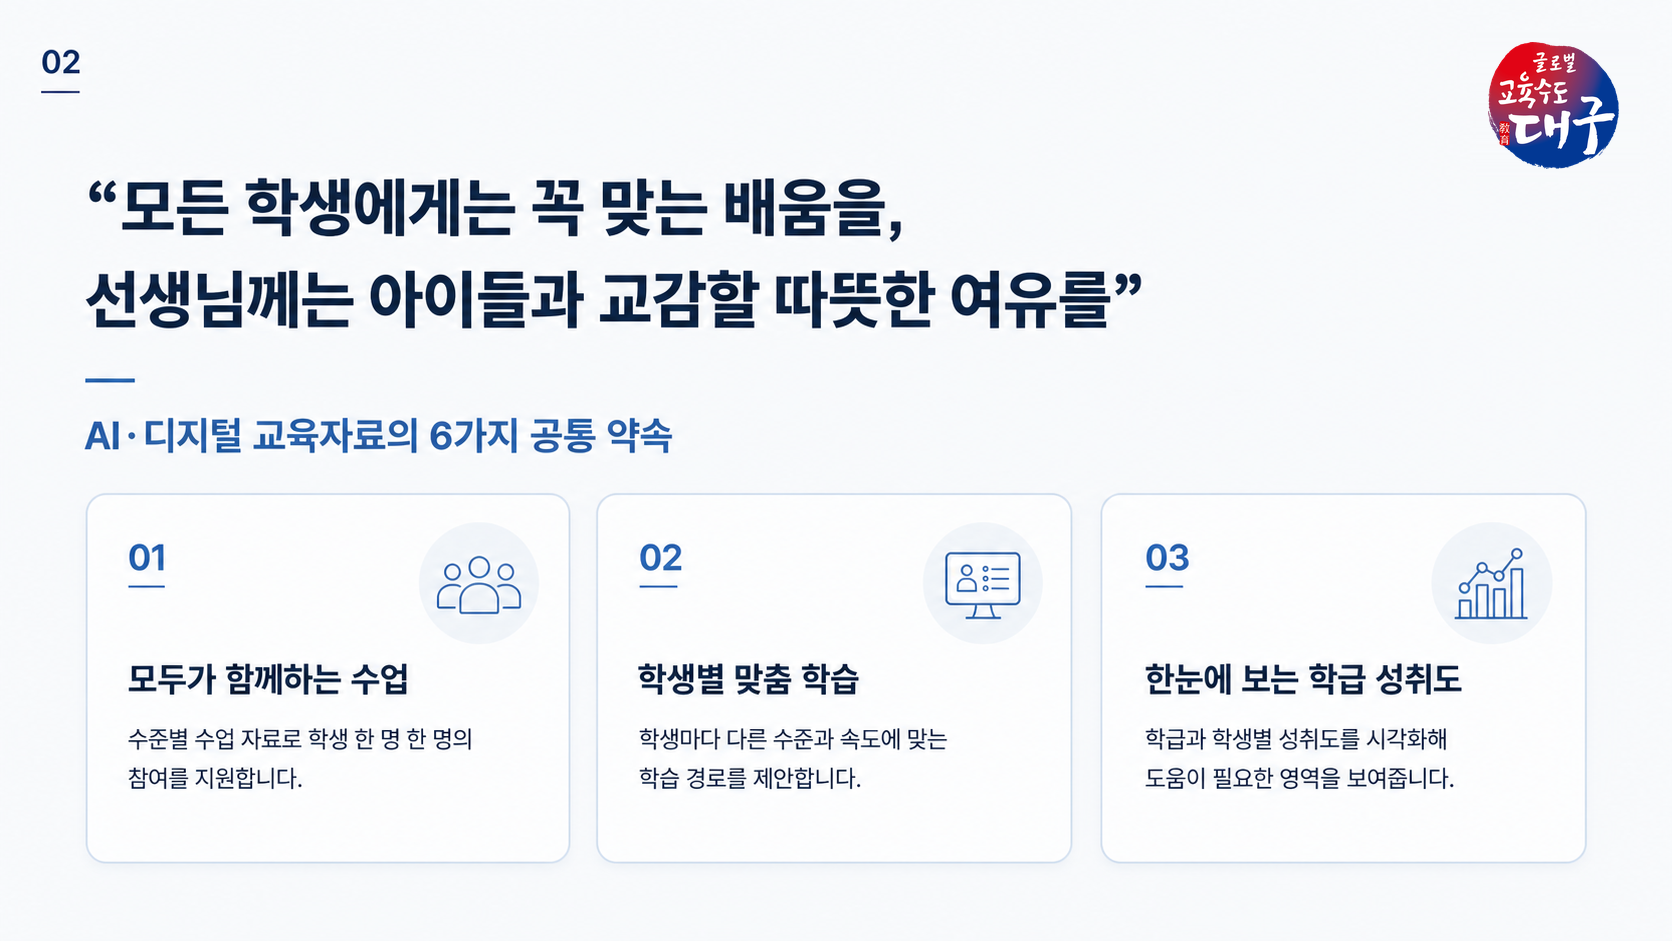 02
글로벌
교육수도
대구
敎育
“모든 학생에게는 꼭 맞는 배움을,
선생님께는 아이들과 교감할 따뜻한 여유를”
AI·디지털 교육자료의 6가지 공통 약속
01
모두가 함께하는 수업
수준별 수업 자료로 학생 한 명 한 명의
참여를 지원합니다.
02
학생별 맞춤 학습
학생마다 다른 수준과 속도에 맞는
학습 경로를 제안합니다.
03
한눈에 보는 학급 성취도
학급과 학생별 성취도를 시각화해
도움이 필요한 영역을 보여줍니다.